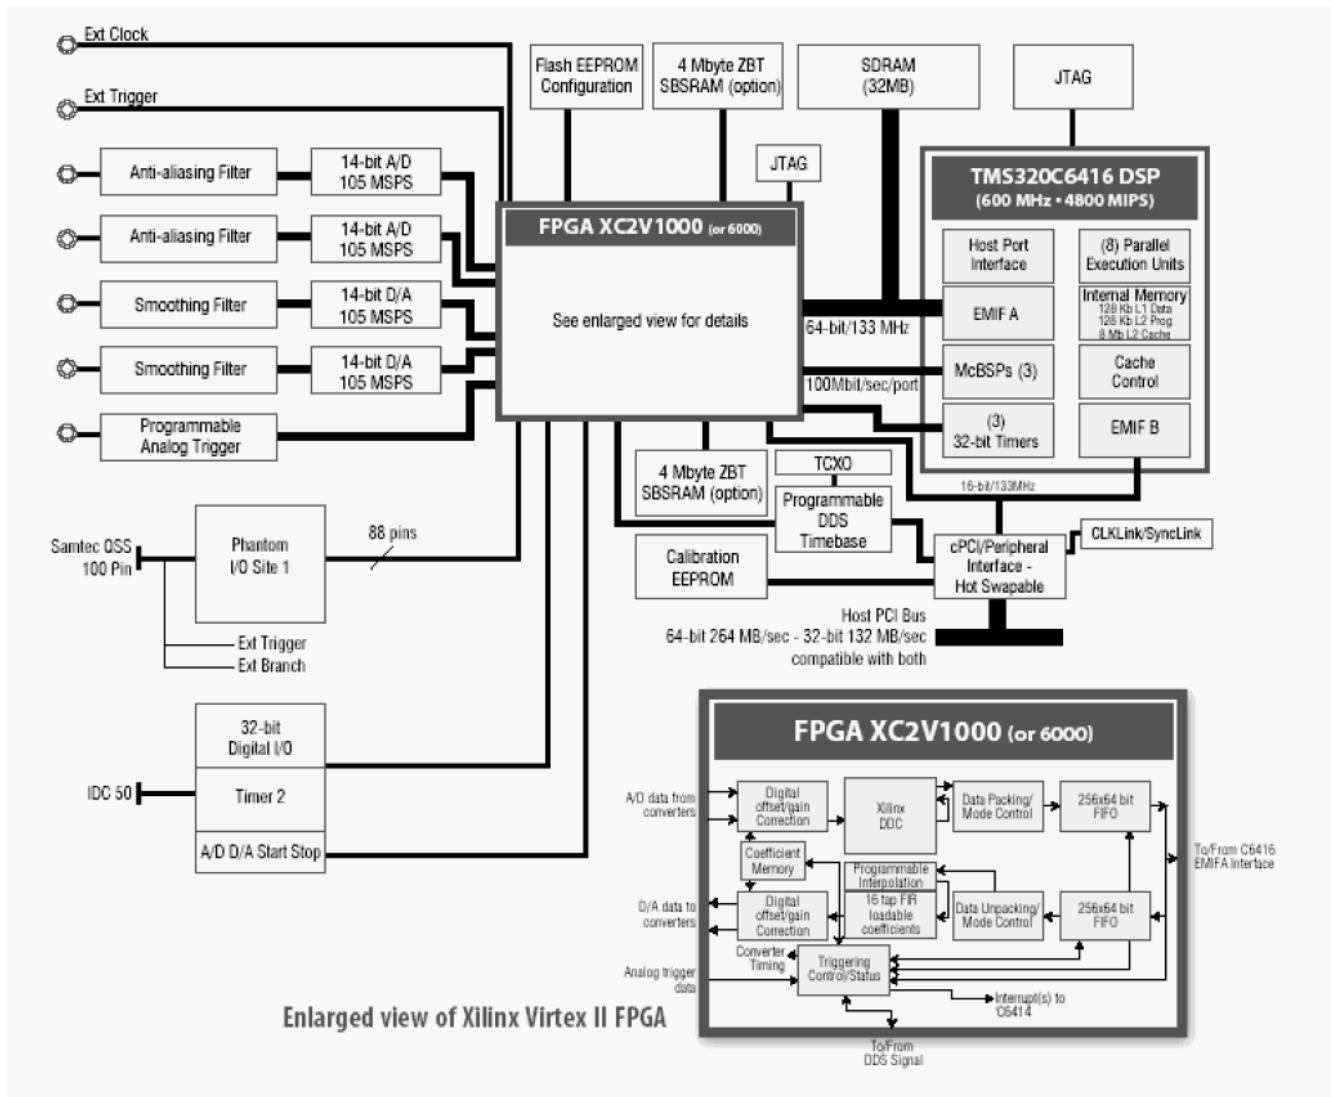 Ext Clock
Ext Trigger
Flash EEPROM
Configuration
4 Mbyte ZBT
SBSRAM (option)
SDRAM
(32MB)
JTAG
JTAG
Anti-aliasing Filter
14-bit A/D
105 MSPS
Anti-aliasing Filter
14-bit A/D
105 MSPS
Smoothing Filter
14-bit D/A
105 MSPS
Smoothing Filter
14-bit D/A
105 MSPS
Programmable
Analog Trigger
FPGA XC2V1000 (or 6000)
See enlarged view for details
TMS320C6416 DSP
(600 MHz • 4800 MIPS)
Host Port
Interface
(8) Parallel
Execution Units
EMIF A
Internal Memory
128 Kb L1 Data
128 Kb L2 Prog
8 Mb L2 Cache
McBSPs (3)
Cache
Control
(3)
32-bit Timers
EMIF B
64-bit/133 MHz
100Mbit/sec/port
16-bit/133MHz
4 Mbyte ZBT
SBSRAM (option)
TCXO
Programmable
DDS
Timebase
Calibration
EEPROM
cPCI/Peripheral
Interface -
Hot Swapable
CLKLink/SyncLink
Host PCI Bus
64-bit 264 MB/sec - 32-bit 132 MB/sec
compatible with both
Samtec QSS
100 Pin
Phantom
I/O Site 1
88 pins
Ext Trigger
Ext Branch
32-bit
Digital I/O
IDC 50
Timer 2
A/D D/A Start Stop
FPGA XC2V1000 (or 6000)
A/D data from
converters
Digital
offset/gain
Correction
Xilinx
DDC
Data Packing/
Mode Control
256x64 bit
FIFO
To/From C6416
EMIFA Interface
Coefficient
Memory
Programmable
Interpolation
D/A data to
converters
Digital
offset/gain
Correction
16 tap FIR
loadable
coefficients
Data Unpacking/
Mode Control
256x64 bit
FIFO
Converter
Timing
Triggering
Control/Status
Analog trigger
data
Interrupt(s) to
'C6414
To/From
DDS Signal
Enlarged view of Xilinx Virtex II FPGA